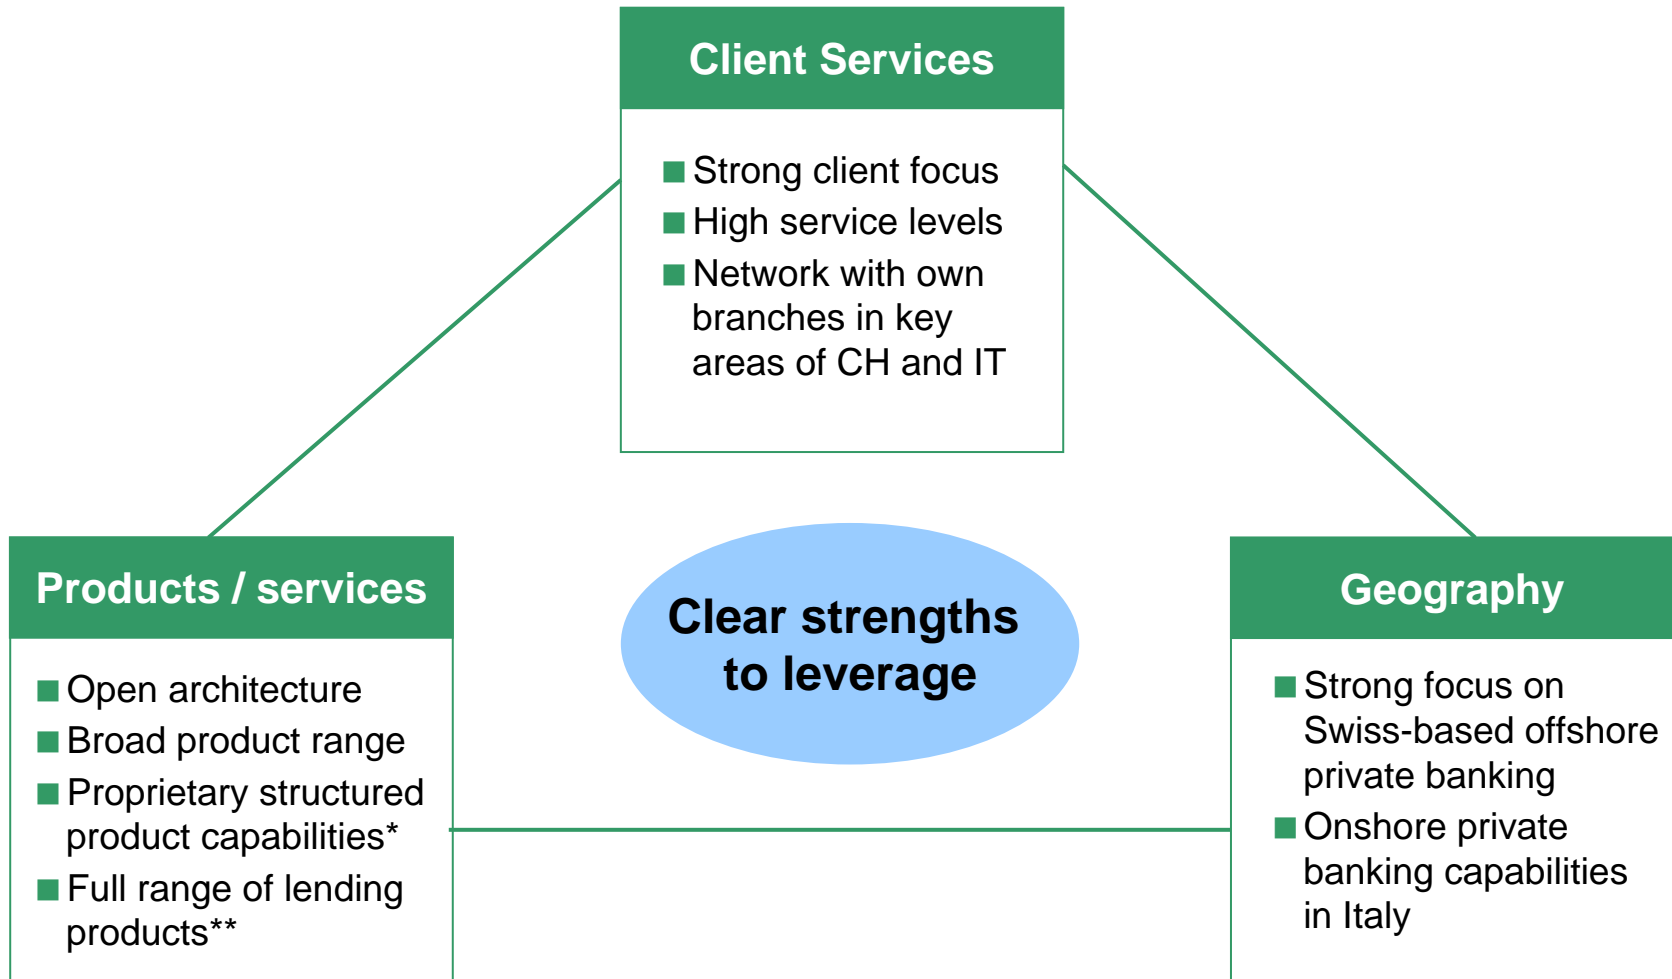 Client Services
■ Strong client focus
■ High service levels
■ Network with own
branches in key
areas of CH and IT
Products / services
■ Open architecture
■ Broad product range
■ Proprietary structured
product capabilities*
■ Full range of lending
products**
Clear strengths
to leverage
Geography
■ Strong focus on
Swiss-based offshore
private banking
■ Onshore private
banking capabilities
in Italy